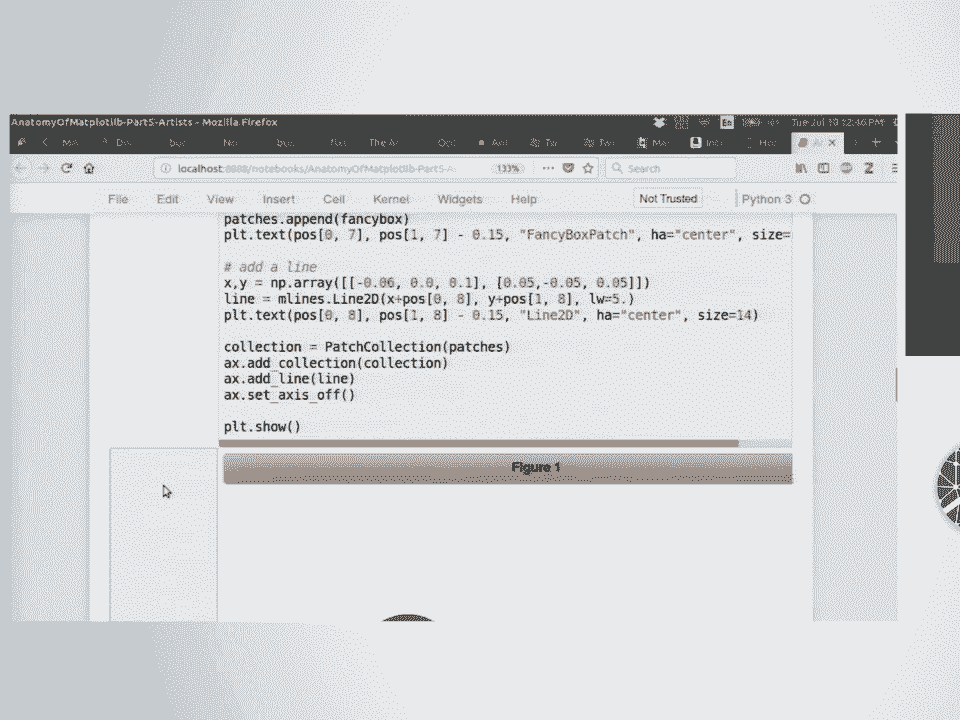 AnatomyOfMatplotlib-Part5-Artists - Mozilla Firefox
En
Tue Jul 10 12:46 PM
The Ar
localhost:8888/notebooks/AnatomyOfMatplotlib-Part5-A
133%
Search
File Edit View Insert Cell Kernel Widgets Help Not Trusted Python 3
patches.append(fancybox)
plt.text(pos[0, 7], pos[1, 7] - 0.15, "FancyBoxPatch", ha="center", size=
# add a line
x,y = np.array([[-0.06, 0.0, 0.1], [0.05,-0.05, 0.05]])
line = mlines.Line2D(x+pos[0, 8], y+pos[1, 8], lw=5.)
plt.text(pos[0, 8], pos[1, 8] - 0.15, "Line2D", ha="center", size=14)
collection = PatchCollection(patches)
ax.add_collection(collection)
ax.add_line(line)
ax.set_axis_off()
plt.show()
Figure 1